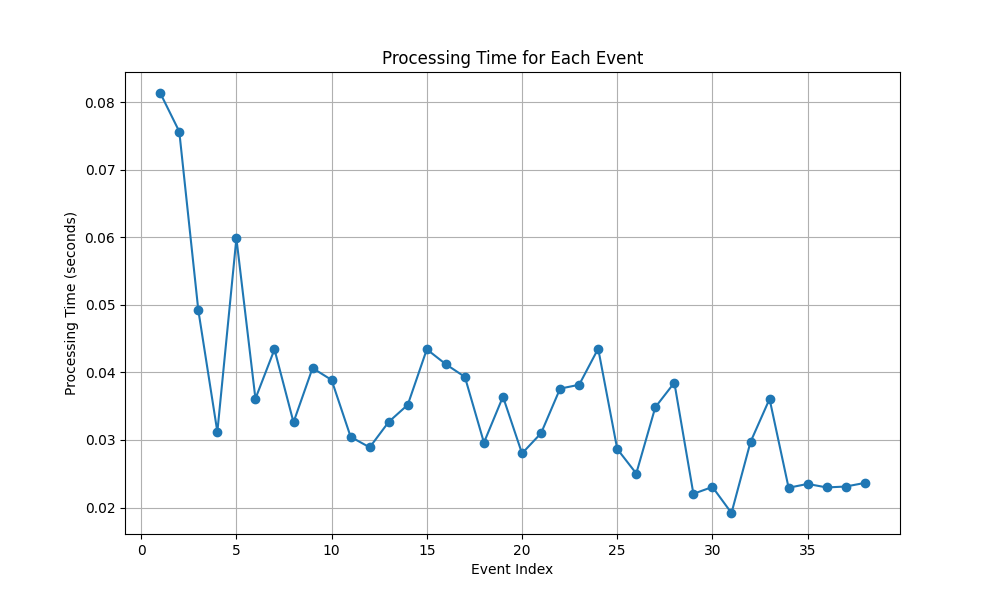 Processing Time for Each Event
0.08
0.07
0.06
0.05
0.04
0.03
0.02
Processing Time (seconds)
0 5 10 15 20 25 30 35
Event Index